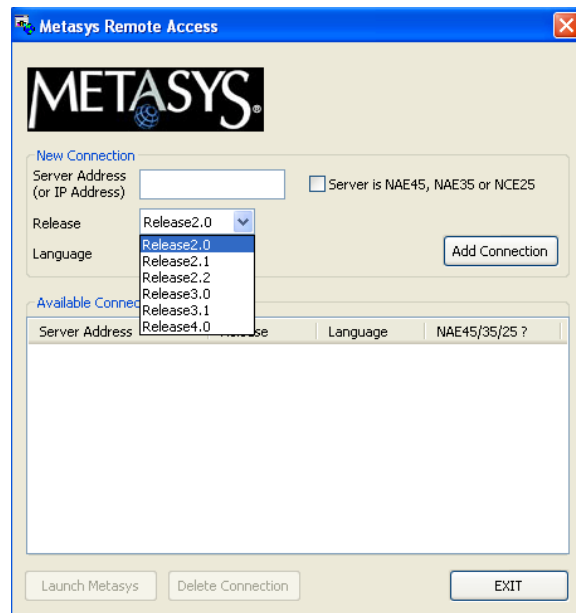 Metasys Remote Access
METASYS®
New Connection
Server Address
(or IP Address)
Server is NAE45, NAE35 or NCE25
Release
Release2.0
Release2.0
Release2.1
Release2.2
Release3.0
Release3.1
Release4.0
Language
Add Connection
Available Connec
Server Address
Language
NAE45/35/25 ?
Launch Metasys
Delete Connection
EXIT